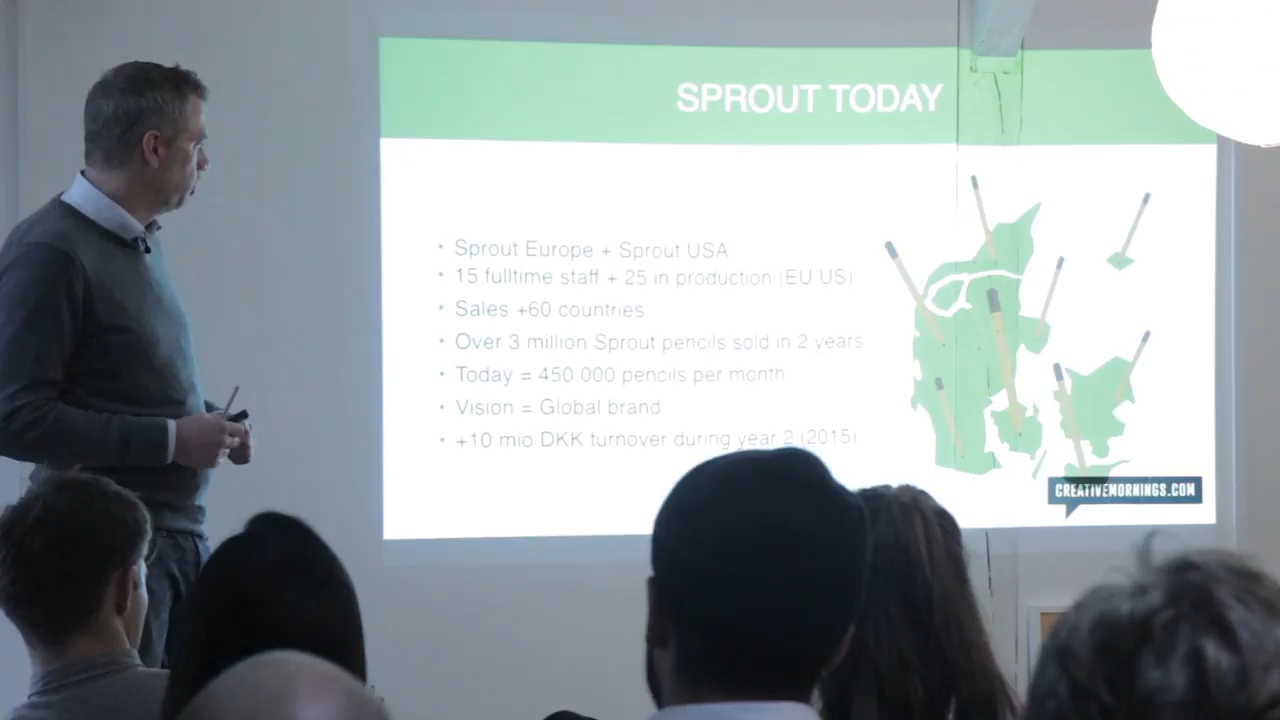 SPROUT TODAY
• Sprout Europe + Sprout USA
• 15 fulltime staff + 25 in production (EU/US)
• Sales +60 countries
• Over 3 million Sprout pencils sold in 2 years
• Today = 450.000 pencils per month
• Vision = Global brand
• +10 mio DKK turnover during year 2 (2015)
CREATIVEMORNINGS.COM